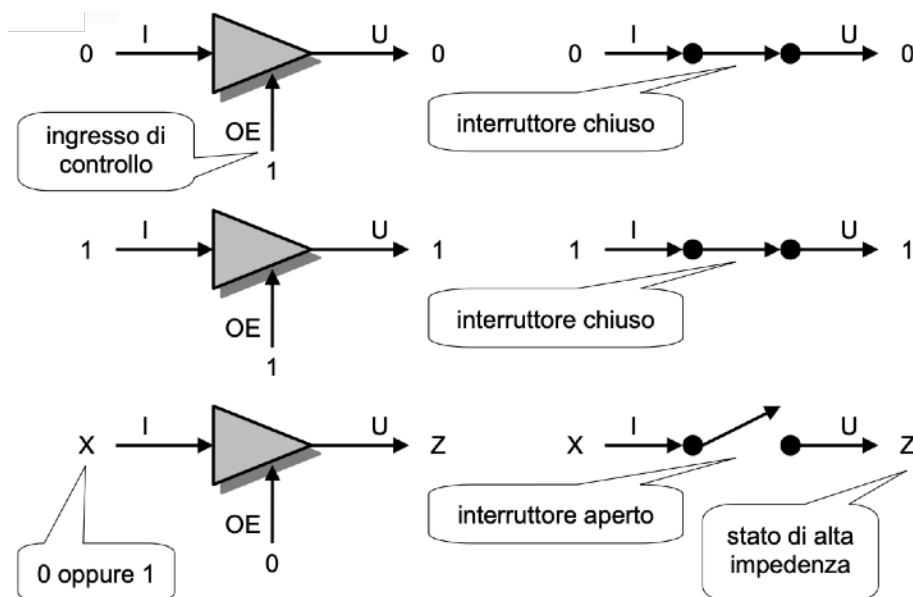 0 I U 0 0 I U 0
ingresso di
controllo
OE
1
interruttore chiuso
1 I U 1 1 I U 1
OE
1
interruttore chiuso
X I U Z X I U Z
OE
0
0 oppure 1
interruttore aperto
stato di alta
impedenza